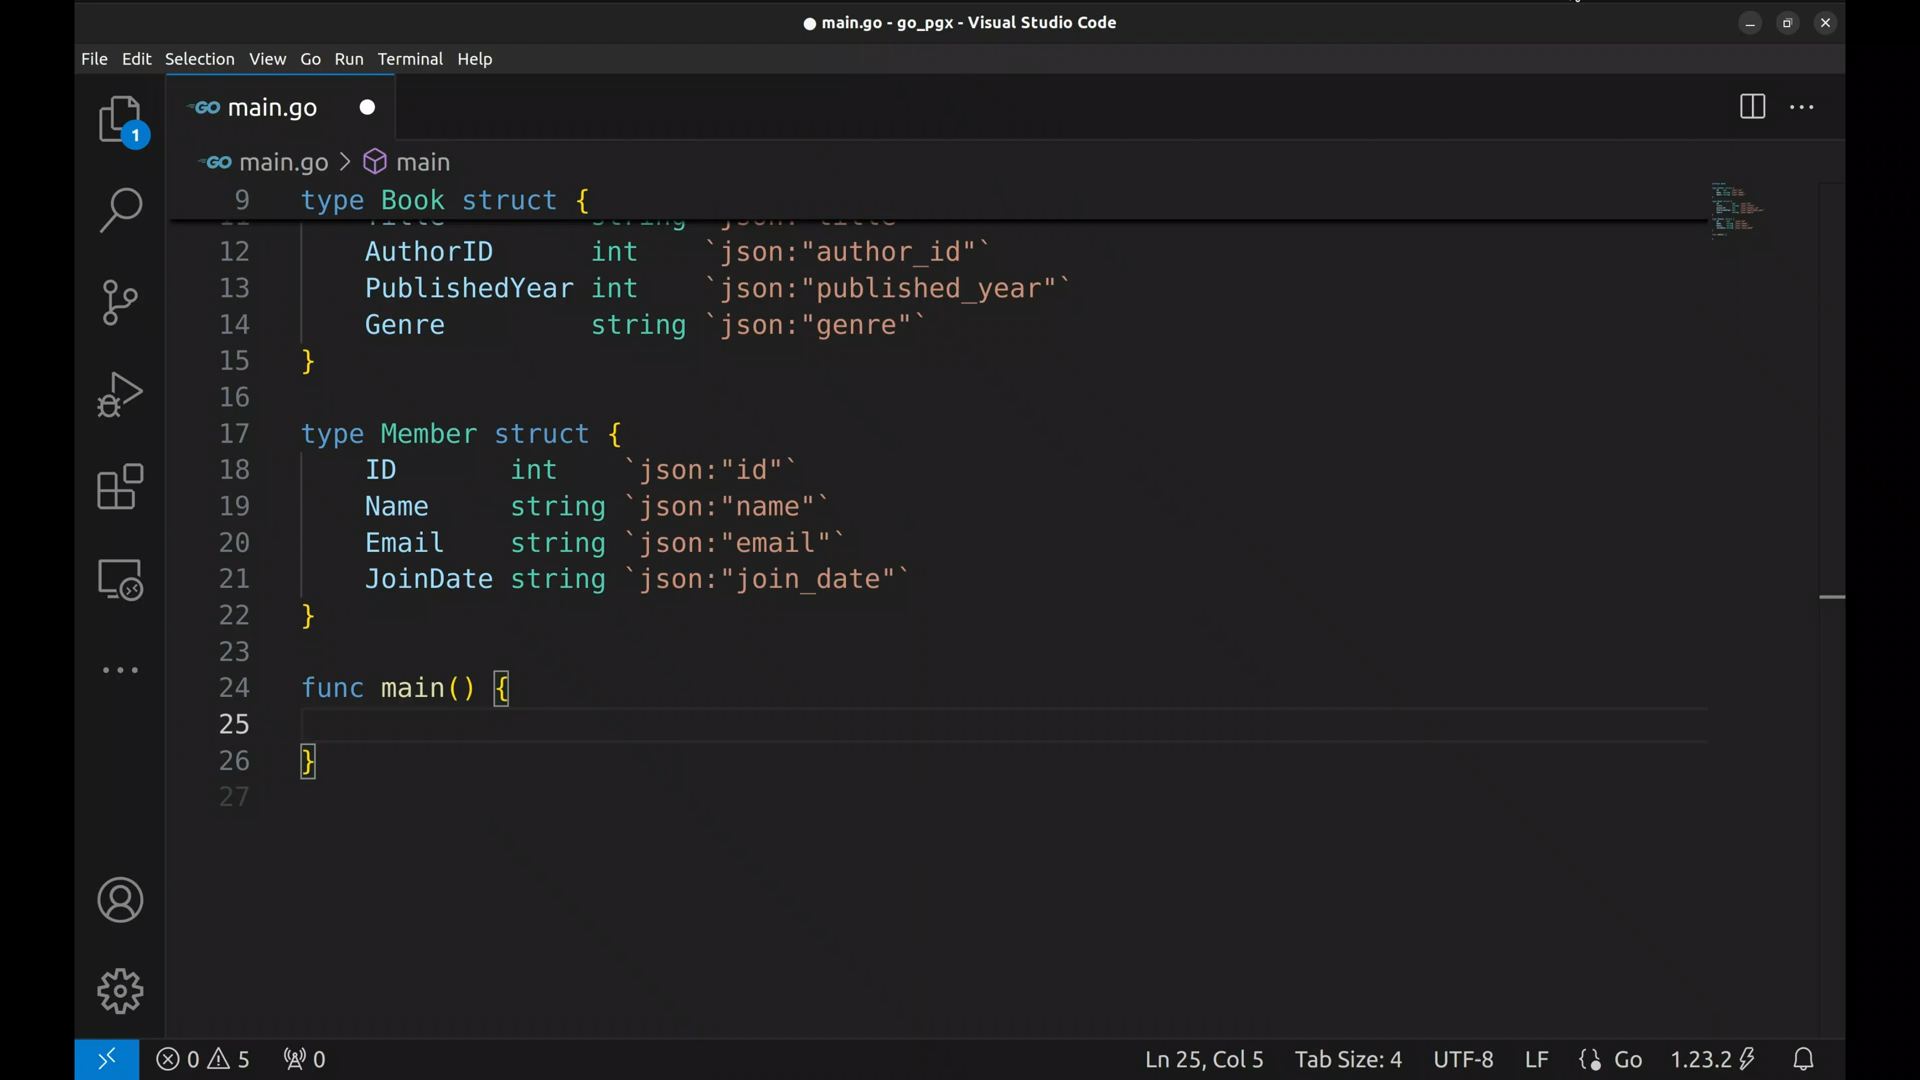 main.go - go_pgx - Visual Studio Code
File Edit Selection View Go Run Terminal Help
GO main.go
1
GO main.go > main
9 type Book struct {
12 AuthorID int `json:"author_id"`
13 PublishedYear int `json:"published_year"`
14 Genre string `json:"genre"`
15 }
16
17 type Member struct {
18 ID int `json:"id"`
19 Name string `json:"name"`
20 Email string `json:"email"`
21 JoinDate string `json:"join_date"`
22 }
23
24 func main() {
25
26 }
27
0 5 0 Ln 25, Col 5 Tab Size: 4 UTF-8 LF Go 1.23.2